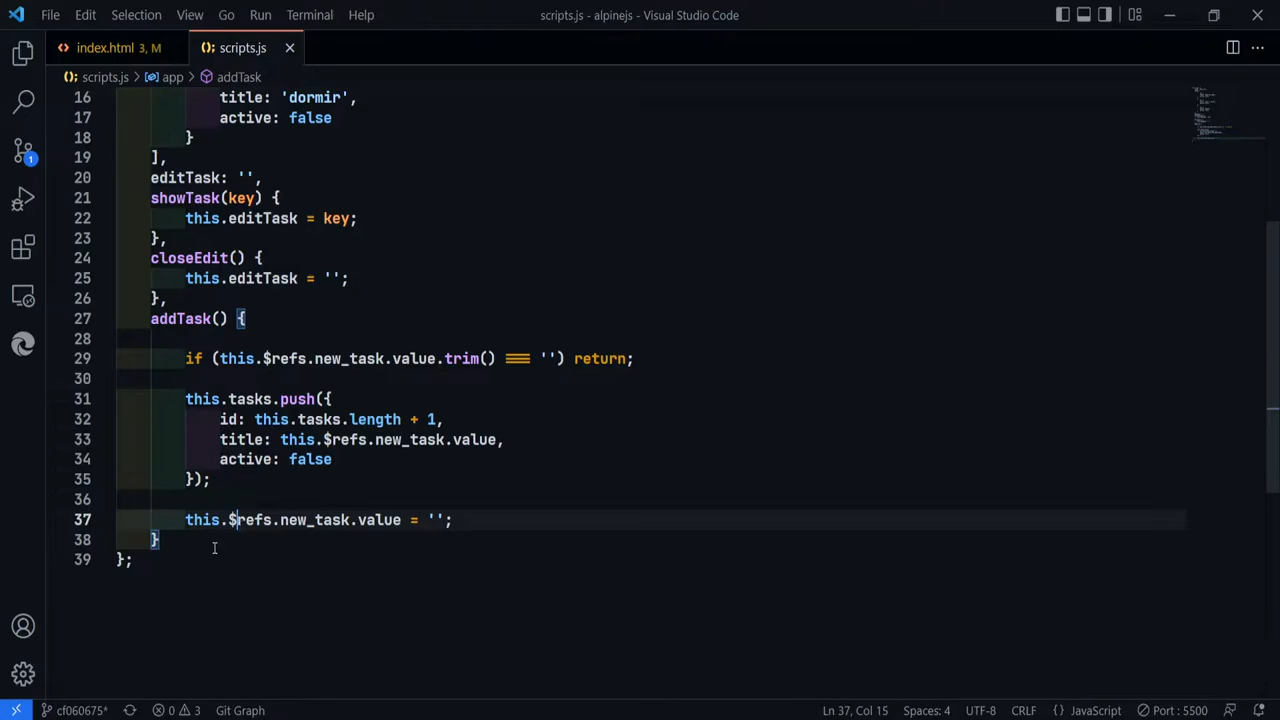 File Edit Selection View Go Run Terminal Help scripts.js - alpinejs - Visual Studio Code
index.html 3, M scripts.js
scripts.js > app > addTask
16 title: 'dormir',
17 active: false
18 }
19 ],
20 editTask: '',
21 showTask(key) {
22 this.editTask = key;
23 },
24 closeEdit() {
25 this.editTask = '';
26 },
27 addTask() {
28
29 if (this.$refs.new_task.value.trim() === '') return;
30
31 this.tasks.push({
32 id: this.tasks.length + 1,
33 title: this.$refs.new_task.value,
34 active: false
35 });
36
37 this.$refs.new_task.value = '';
38 }
39 };
1
cf060675* 0 3 Git Graph Ln 37, Col 15 Spaces: 4 UTF-8 CRLF {} JavaScript Port : 5500